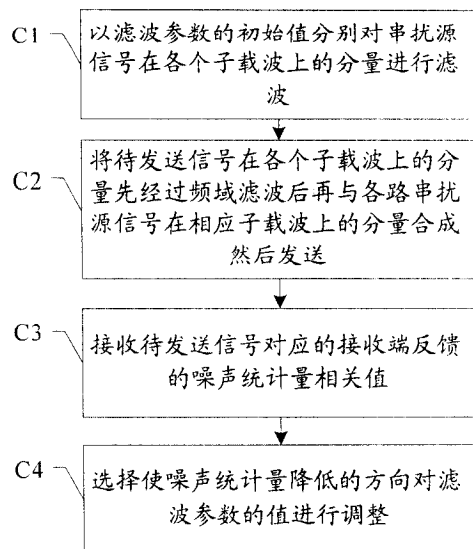 C1
以滤波参数的初始值分别对串扰源
信号在各个子载波上的分量进行滤
波
C2
将待发送信号在各个子载波上的分
量先经过频域滤波后再与各路串扰
源信号在相应子载波上的分量合成
然后发送
C3
接收待发送信号对应的接收端反馈
的噪声统计量相关值
C4
选择使噪声统计量降低的方向对滤
波参数的值进行调整